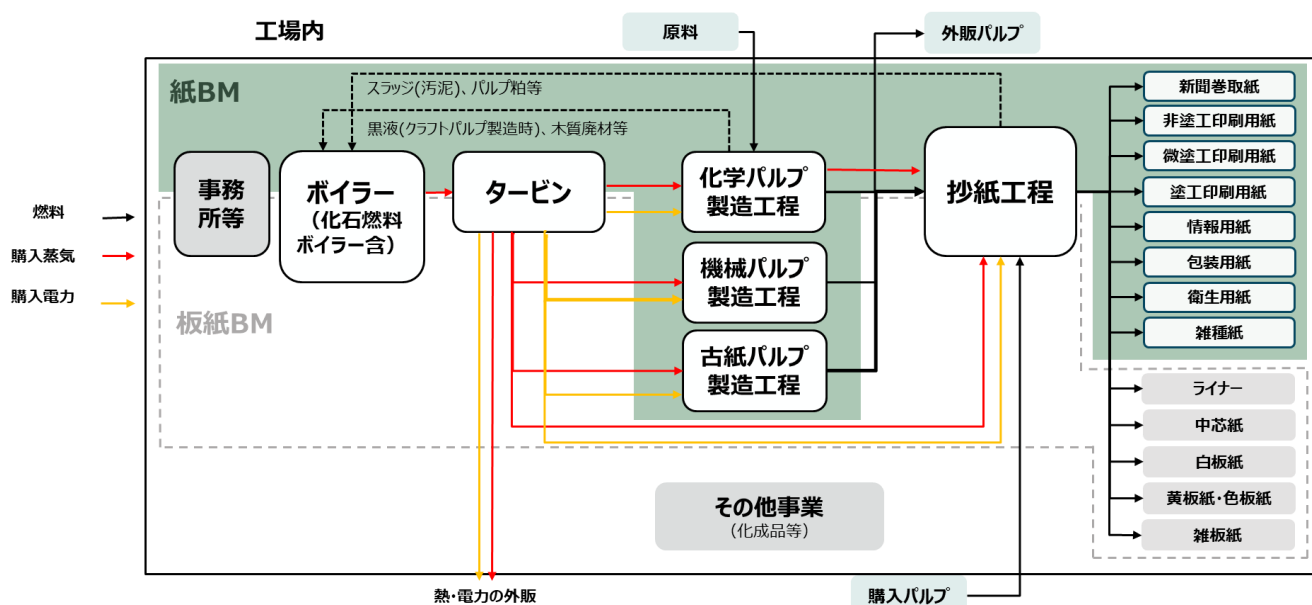 工場内
原料
外販パルプ
紙BM
スラッジ(汚泥)、パルプ粕等
黒液(クラフトパルプ製造時)、木質廃材等
事務
所等
ボイラー
（化石燃料
ボイラー含）
タービン
化学パルプ
製造工程
抄紙工程
機械パルプ
製造工程
古紙パルプ
製造工程
燃料
購入蒸気
購入電力
板紙BM
新聞巻取紙
非塗工印刷用紙
微塗工印刷用紙
塗工印刷用紙
情報用紙
包装用紙
衛生用紙
雑種紙
ライナー
中芯紙
白板紙
黄板紙・色板紙
雑板紙
その他事業
（化成品等）
熱・電力の外販
購入パルプ